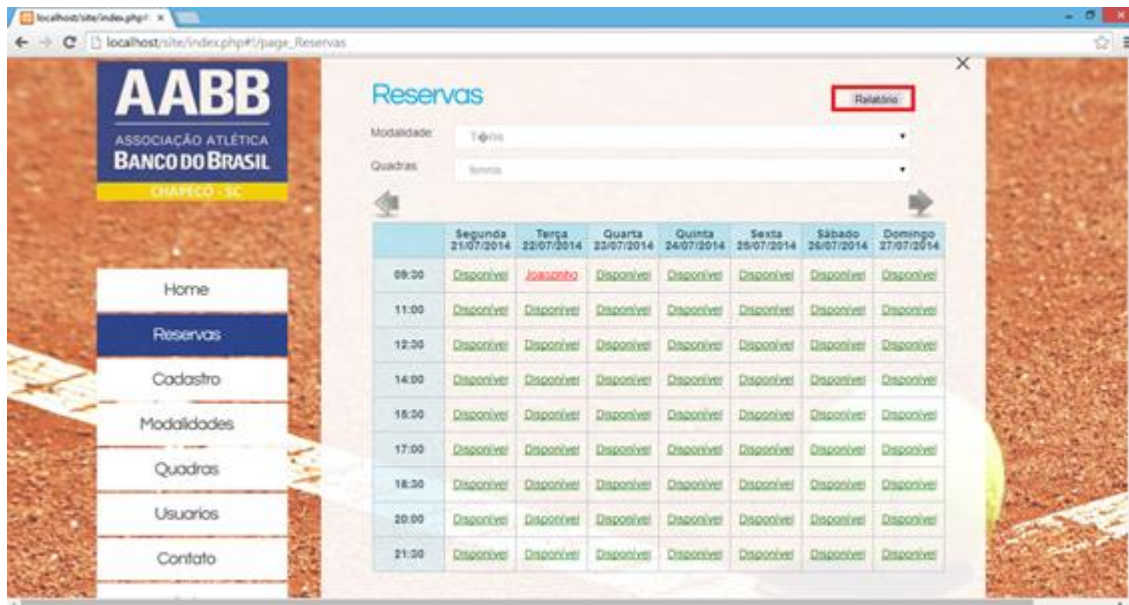 localhost/site/index.php#!
localhost/site/index.php#!/page_Reservas
AABB
ASSOCIAÇÃO ATLÉTICA
BANCO DO BRASIL
CHAPECÓ - SC
Home
Reservas
Cadastro
Modalidades
Quadras
Usuarios
Contato
Reservas
Relatório
Modalidade: T�nis
Quadras: tennis
Segunda Terça Quarta Quinta Sexta Sábado Domingo
21/07/2014 22/07/2014 23/07/2014 24/07/2014 25/07/2014 26/07/2014 27/07/2014
09:30 Disponível Joaozinho Disponível Disponível Disponível Disponível Disponível
11:00 Disponível Disponível Disponível Disponível Disponível Disponível Disponível
12:30 Disponível Disponível Disponível Disponível Disponível Disponível Disponível
14:00 Disponível Disponível Disponível Disponível Disponível Disponível Disponível
15:30 Disponível Disponível Disponível Disponível Disponível Disponível Disponível
17:00 Disponível Disponível Disponível Disponível Disponível Disponível Disponível
18:30 Disponível Disponível Disponível Disponível Disponível Disponível Disponível
20:00 Disponível Disponível Disponível Disponível Disponível Disponível Disponível
21:30 Disponível Disponível Disponível Disponível Disponível Disponível Disponível